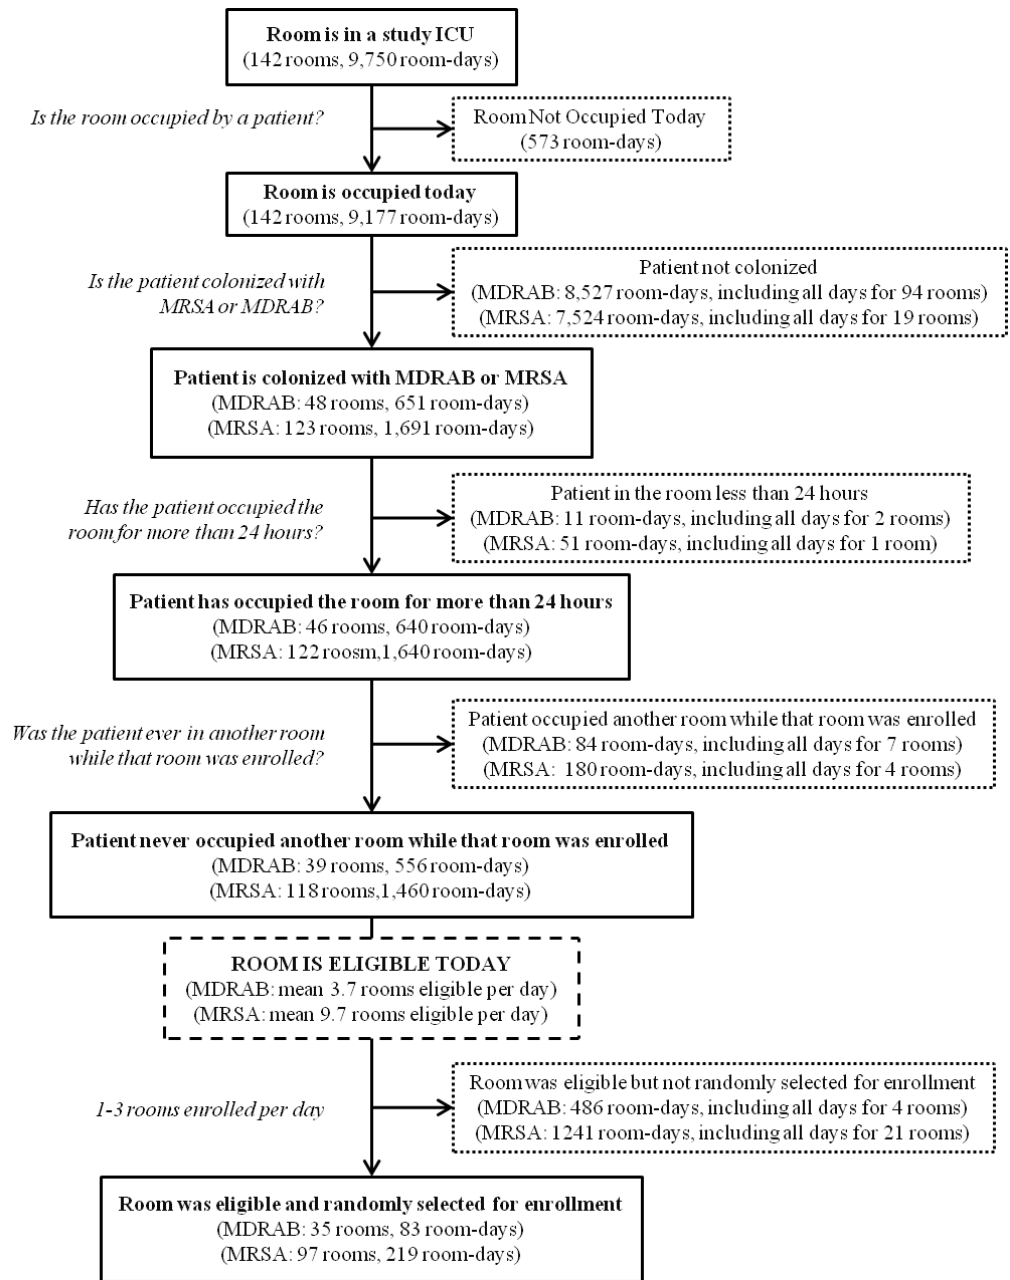 Room is in a study ICU
(142 rooms, 9,750 room-days)
Is the room occupied by a patient?
Room Not Occupied Today
(573 room-days)
Room is occupied today
(142 rooms, 9,177 room-days)
Is the patient colonized with
MRSA or MDRAB?
Patient not colonized
(MDRAB: 8,527 room-days, including all days for 94 rooms)
(MRSA: 7,524 room-days, including all days for 19 rooms)
Patient is colonized with MDRAB or MRSA
(MDRAB: 48 rooms, 651 room-days)
(MRSA: 123 rooms, 1,691 room-days)
Has the patient occupied the
room for more than 24 hours?
Patient in the room less than 24 hours
(MDRAB: 11 room-days, including all days for 2 rooms)
(MRSA: 51 room-days, including all days for 1 room)
Patient has occupied the room for more than 24 hours
(MDRAB: 46 rooms, 640 room-days)
(MRSA: 122 roosm,1,640 room-days)
Was the patient ever in another room
while that room was enrolled?
Patient occupied another room while that room was enrolled
(MDRAB: 84 room-days, including all days for 7 rooms)
(MRSA: 180 room-days, including all days for 4 rooms)
Patient never occupied another room while that room was enrolled
(MDRAB: 39 rooms, 556 room-days)
(MRSA: 118 rooms,1,460 room-days)
ROOM IS ELIGIBLE TODAY
(MDRAB: mean 3.7 rooms eligible per day)
(MRSA: mean 9.7 rooms eligible per day)
1-3 rooms enrolled per day
Room was eligible but not randomly selected for enrollment
(MDRAB: 486 room-days, including all days for 4 rooms)
(MRSA: 1241 room-days, including all days for 21 rooms)
Room was eligible and randomly selected for enrollment
(MDRAB: 35 rooms, 83 room-days)
(MRSA: 97 rooms, 219 room-days)